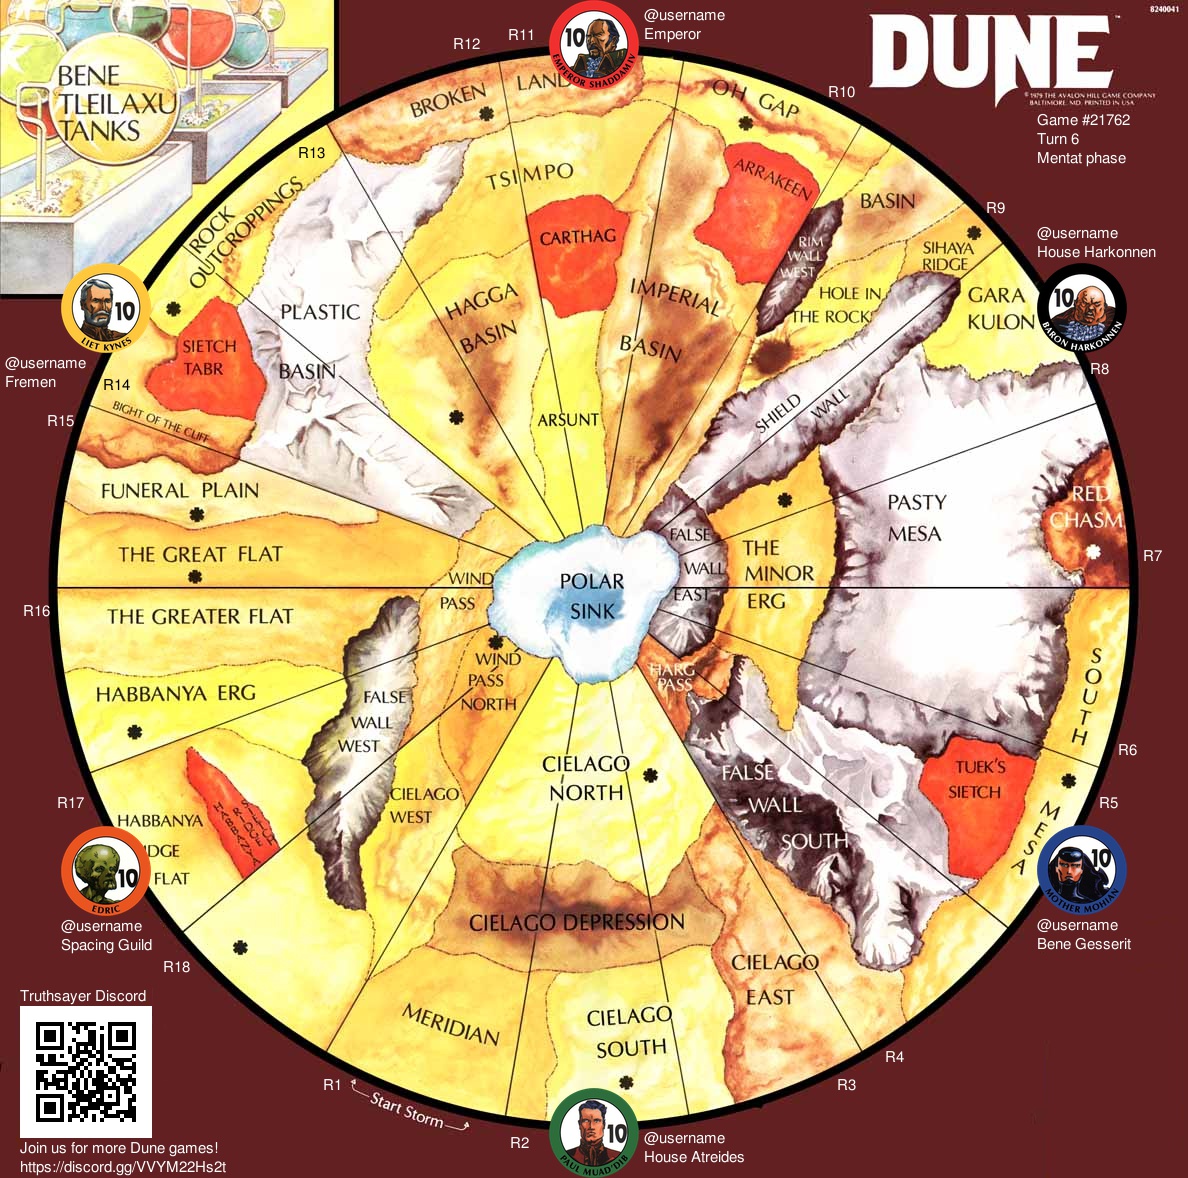 8240041
DUNE™
© 1979 THE AVALON HILL GAME COMPANY
BALTIMORE, MD. PRINTED IN USA
Game #21762
Turn 6
Mentat phase
BENE
TLEILAXU
TANKS
R12
R11
10
EMPEROR SHADDAM IV
@username
Emperor
R10
R13
R9
@username
House Harkonnen
10
BARON HARKONNEN
R8
10
LIET KYNES
@username
Fremen
R14
R15
R7
R16
R6
R17
R5
10
EDRIC
@username
Spacing Guild
R18
10
MOTHER MOHIAM
@username
Bene Gesserit
R4
R3
R1
Start Storm
R2
10
PAUL MUAD'DIB
@username
House Atreides
BROKEN LAND
OH GAP
ROCK
OUTCROPPINGS
TSIMPO
ARRAKEEN
BASIN
CARTHAG
RIM
WALL
WEST
SIHAYA
RIDGE
PLASTIC
BASIN
HAGGA
BASIN
IMPERIAL
BASIN
HOLE IN
THE ROCK
GARA
KULON
SIETCH
TABR
BIGHT OF THE CLIFF
ARSUNT
SHIELD WALL
FUNERAL PLAIN
PASTY
MESA
RED
CHASM
THE GREAT FLAT
FALSE
WALL
EAST
THE
MINOR
ERG
POLAR
SINK
WIND
PASS
THE GREATER FLAT
WIND
PASS
NORTH
HARG
PASS
SOUTH
MESA
HABBANYA ERG
FALSE
WALL
WEST
CIELAGO
NORTH
FALSE
WALL
SOUTH
TUEK'S
SIETCH
CIELAGO
WEST
HABBANYA
IDGE
FLAT
HABBANYA
RIDGE
SIETCH
CIELAGO DEPRESSION
CIELAGO
EAST
MERIDIAN
CIELAGO
SOUTH
Truthsayer Discord
Join us for more Dune games!
https://discord.gg/VVYM22Hs2t